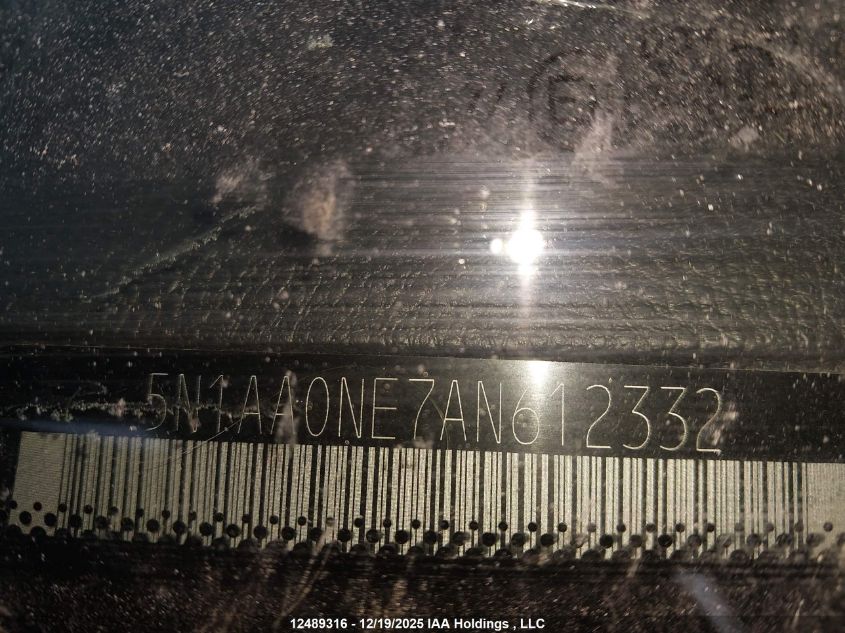 5N1AA0NE7AN612332
12489316 - 12/19/2025 IAA Holdings , LLC